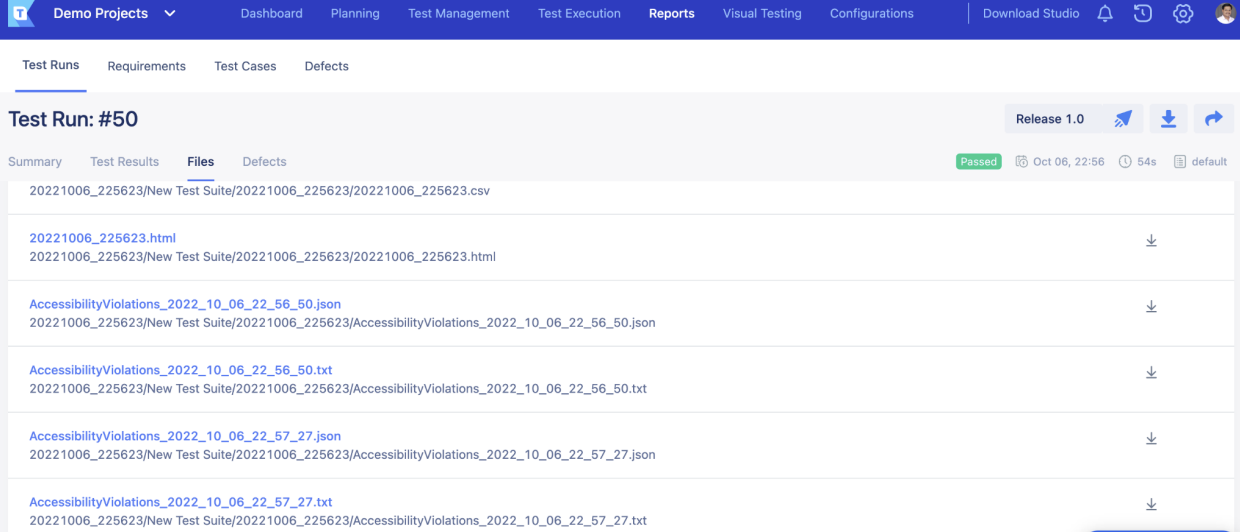 T
Demo Projects
Dashboard Planning Test Management Test Execution Reports Visual Testing Configurations Download Studio
Test Runs Requirements Test Cases Defects
Test Run: #50
Release 1.0
Summary Test Results Files Defects
Passed Oct 06, 22:56 54s default
20221006_225623/New Test Suite/20221006_225623/20221006_225623.csv
20221006_225623.html
20221006_225623/New Test Suite/20221006_225623/20221006_225623.html
AccessibilityViolations_2022_10_06_22_56_50.json
20221006_225623/New Test Suite/20221006_225623/AccessibilityViolations_2022_10_06_22_56_50.json
AccessibilityViolations_2022_10_06_22_56_50.txt
20221006_225623/New Test Suite/20221006_225623/AccessibilityViolations_2022_10_06_22_56_50.txt
AccessibilityViolations_2022_10_06_22_57_27.json
20221006_225623/New Test Suite/20221006_225623/AccessibilityViolations_2022_10_06_22_57_27.json
AccessibilityViolations_2022_10_06_22_57_27.txt
20221006_225623/New Test Suite/20221006_225623/AccessibilityViolations_2022_10_06_22_57_27.txt